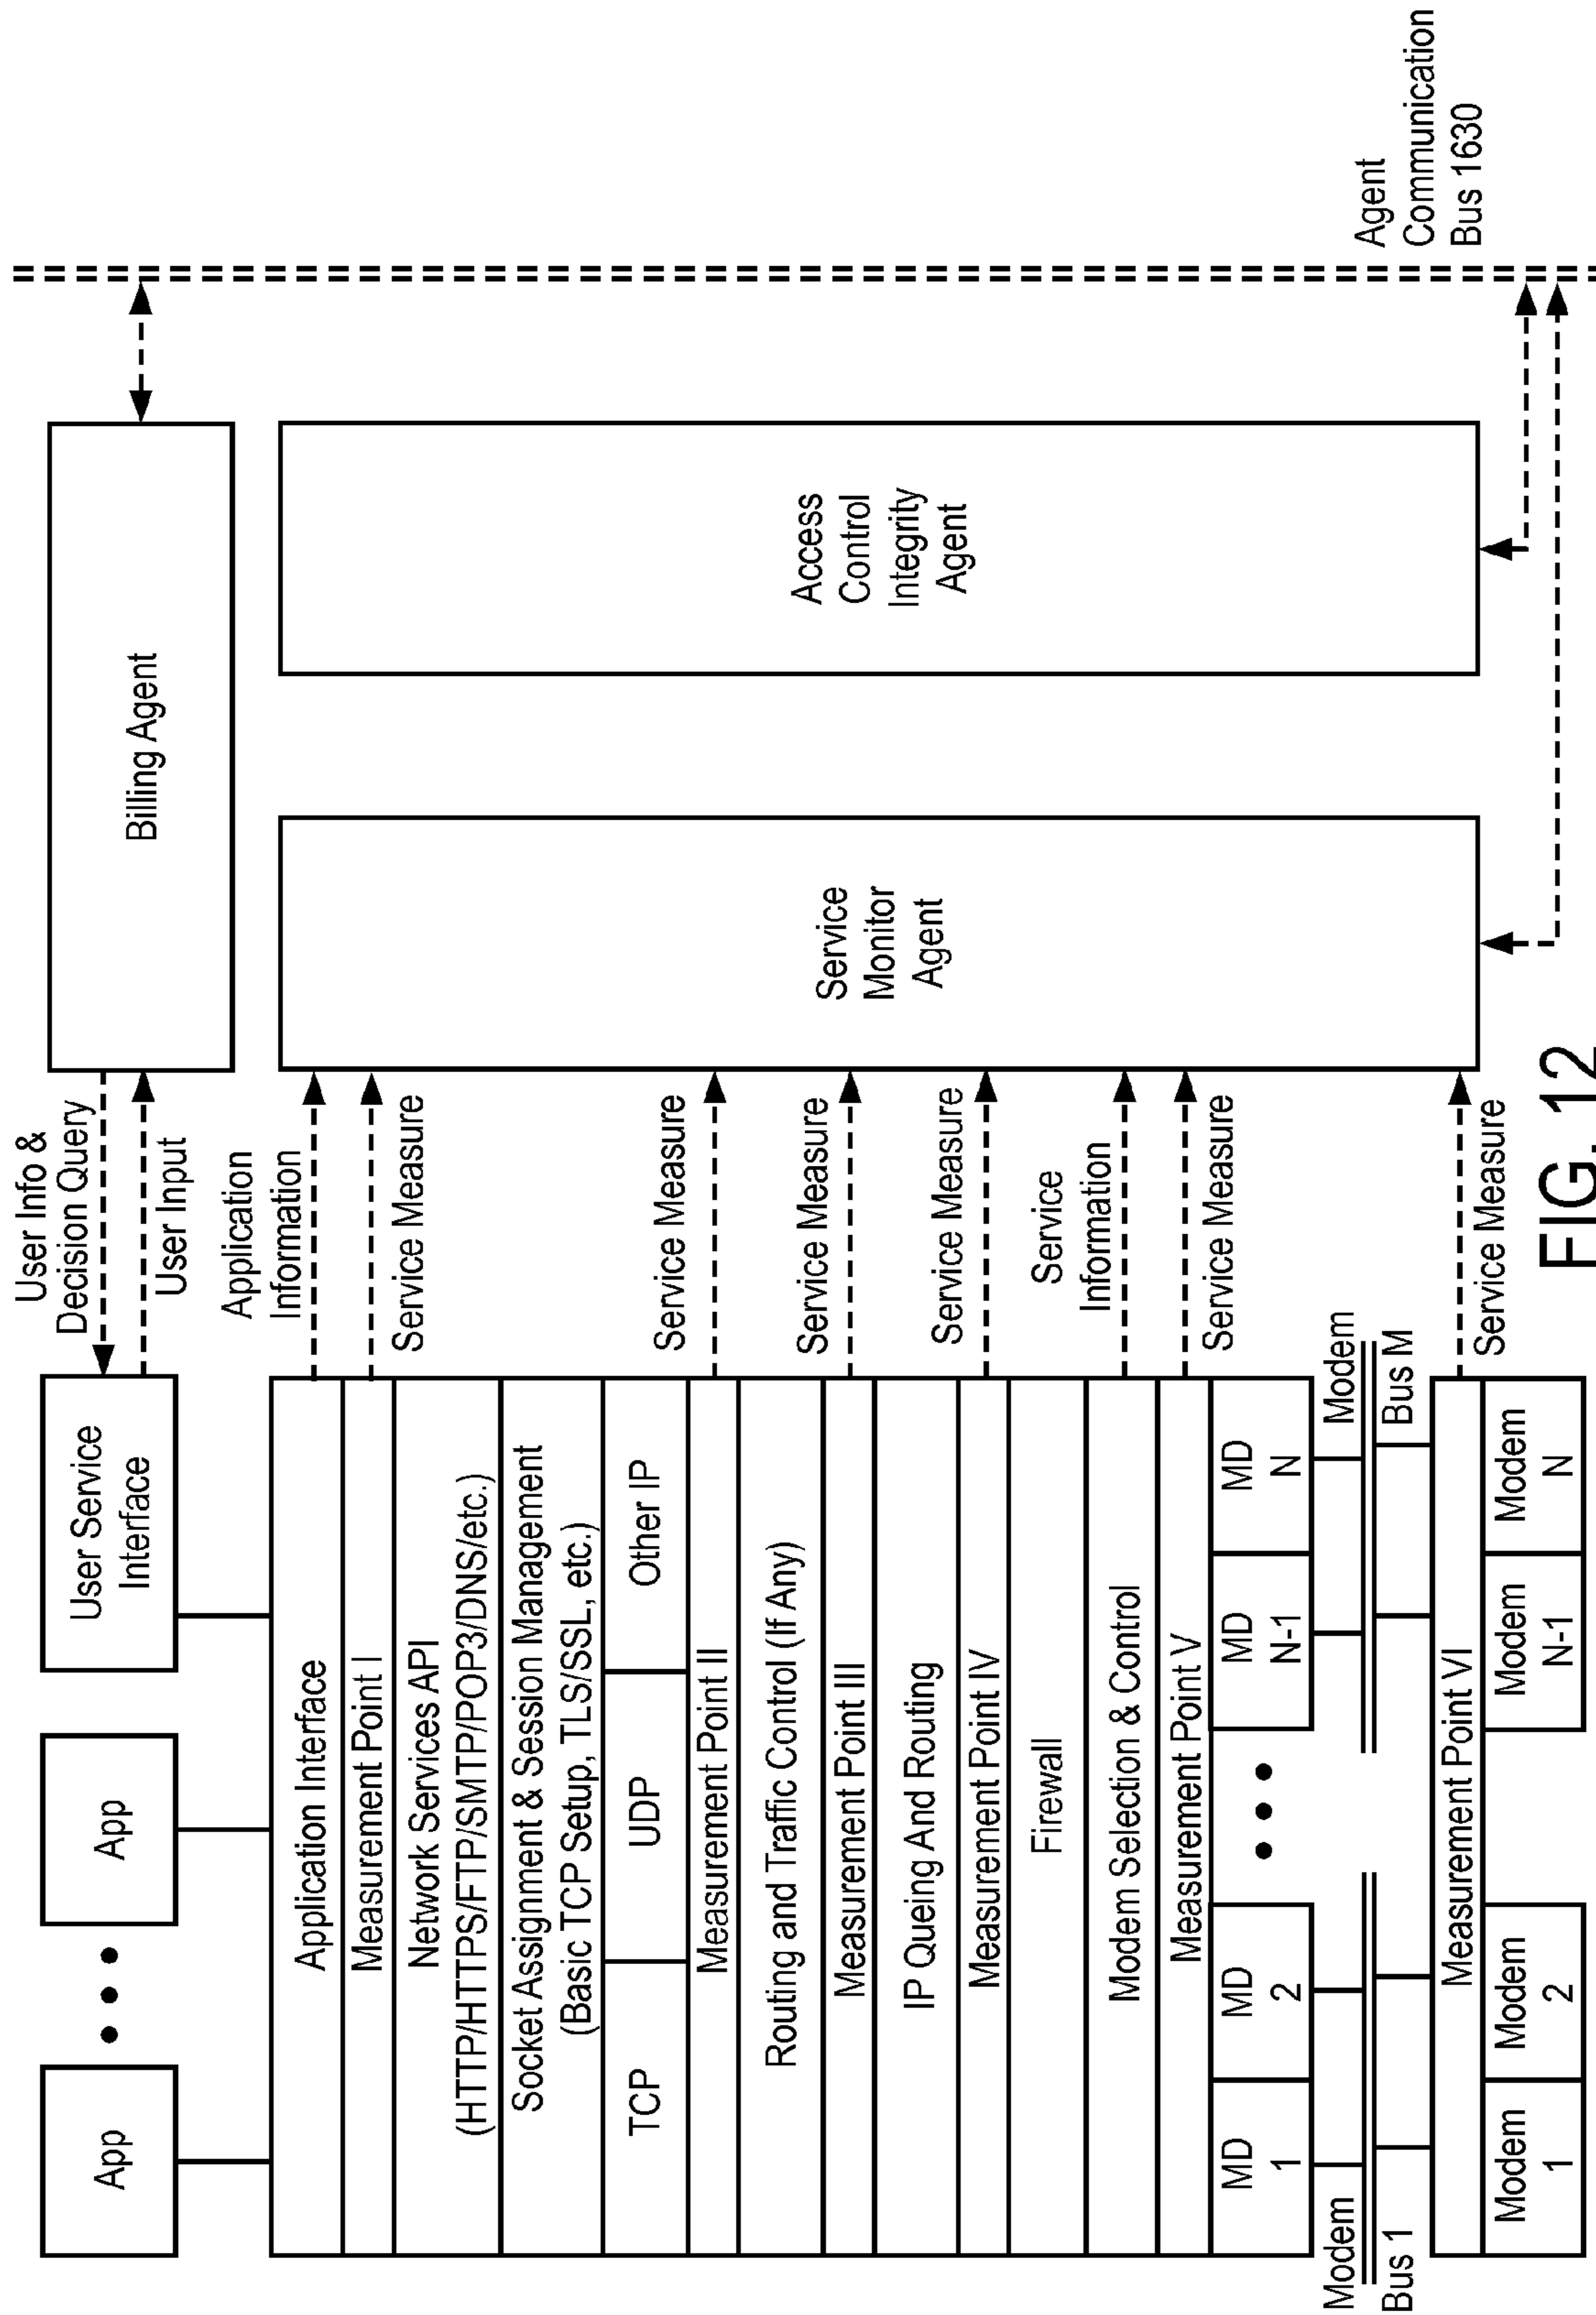 App
App
User Service
Interface
User Info &
Decision Query
User Input
Billing Agent
Application Interface
Application
Information
Measurement Point I
Service Measure
Network Services API
(HTTP/HTTPS/FTP/SMTP/POP3/DNS/etc.)
Socket Assignment & Session Management
(Basic TCP Setup, TLS/SSL, etc.)
TCP
UDP
Other IP
Measurement Point II
Service Measure
Routing and Traffic Control (If Any)
Measurement Point III
Service Measure
IP Queing And Routing
Measurement Point IV
Service Measure
Firewall
Service
Information
Modem Selection & Control
Measurement Point V
Service Measure
MD
1
MD
2
MD
N-1
MD
N
Modem
Bus 1
Modem
Bus M
Measurement Point VI
Service Measure
Modem
1
Modem
2
Modem
N-1
Modem
N
Service
Monitor
Agent
Access
Control
Integrity
Agent
Agent
Communication
Bus 1630
FIG. 12